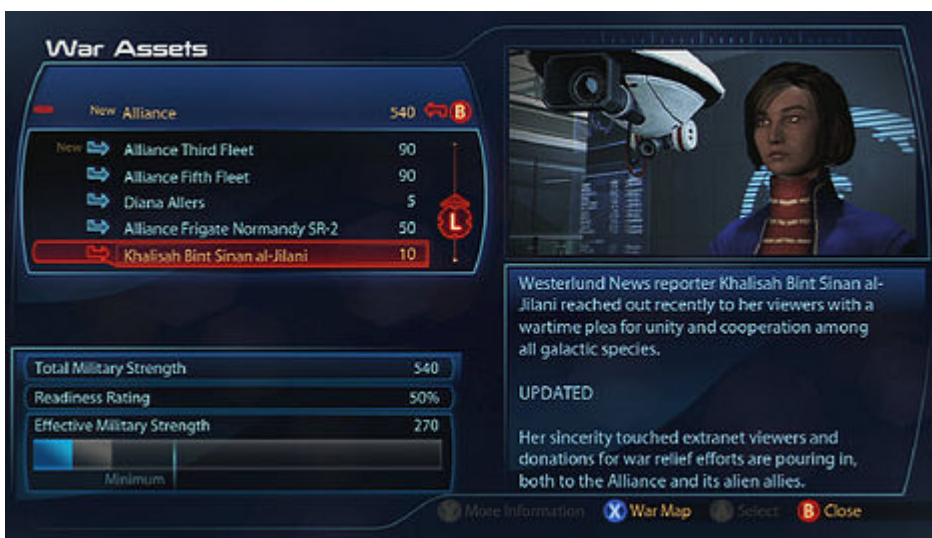 War Assets
New Alliance 540 B
New Alliance Third Fleet 90
Alliance Fifth Fleet 90
Diana Allers 5
Alliance Frigate Normandy SR-2 50
L
Khalisah Bint Sinan al-Jilani 10
Total Military Strength 540
Readiness Rating 50%
Effective Military Strength 270
Minimum
Westerlund News reporter Khalisah Bint Sinan al-
Jilani reached out recently to her viewers with a
wartime plea for unity and cooperation among
all galactic species.
UPDATED
Her sincerity touched extranet viewers and
donations for war relief efforts are pouring in,
both to the Alliance and its alien allies.
Y More Information X War Map A Select B Close